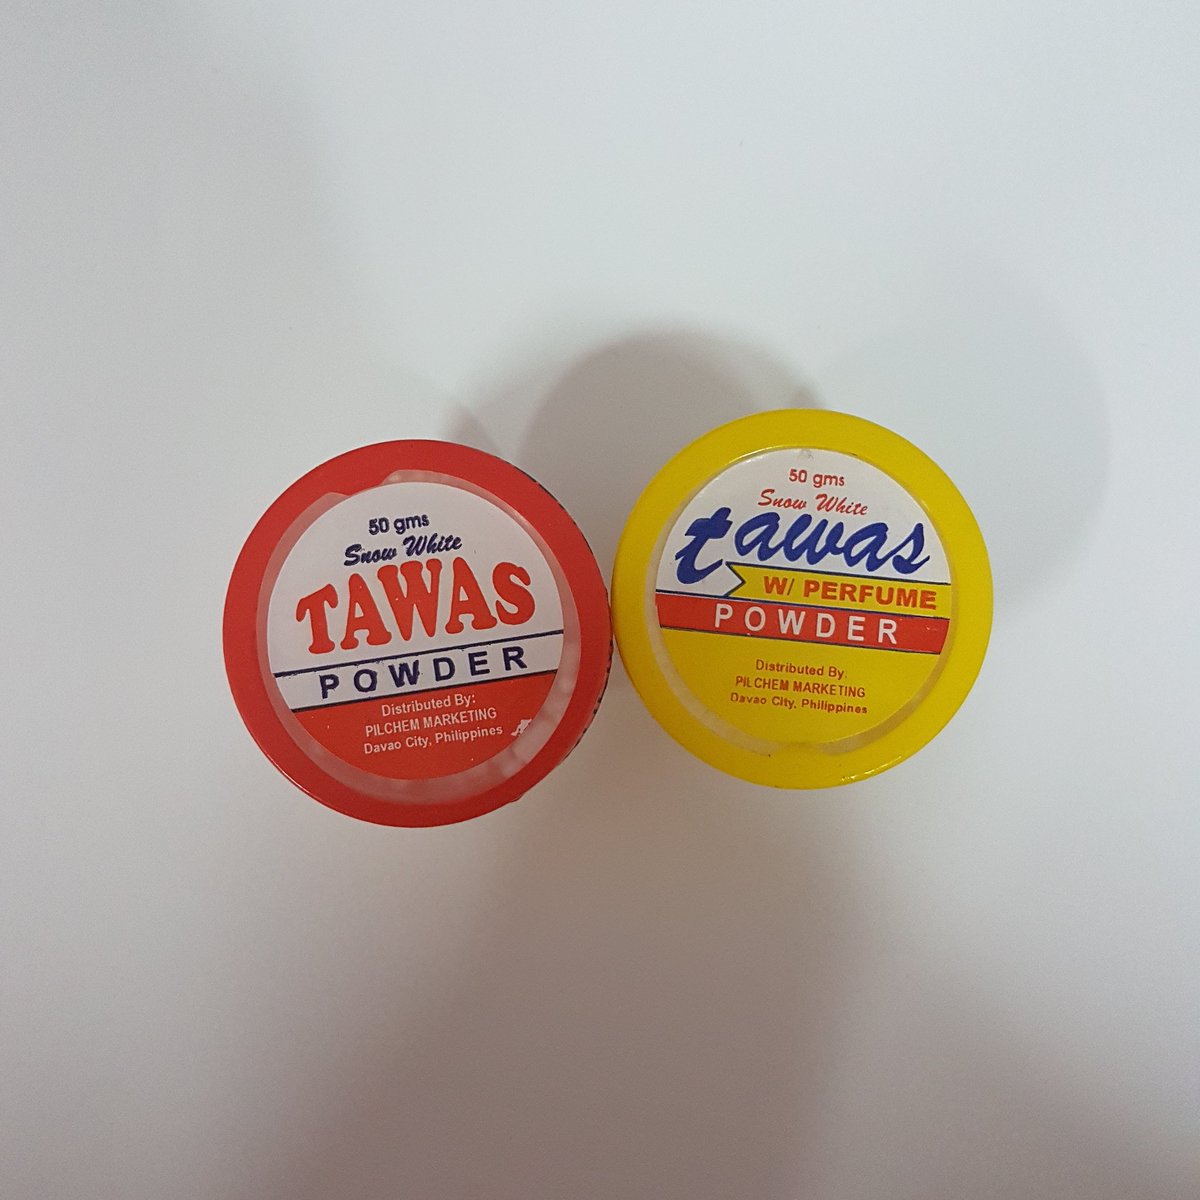 50 gms
Snow White
TAWAS
POWDER
Distributed By:
PILCHEM MARKETING
Davao City, Philippines
50 gms
Snow White
tawas
W/ PERFUME
POWDER
Distributed By:
PILCHEM MARKETING
Davao City, Philippines